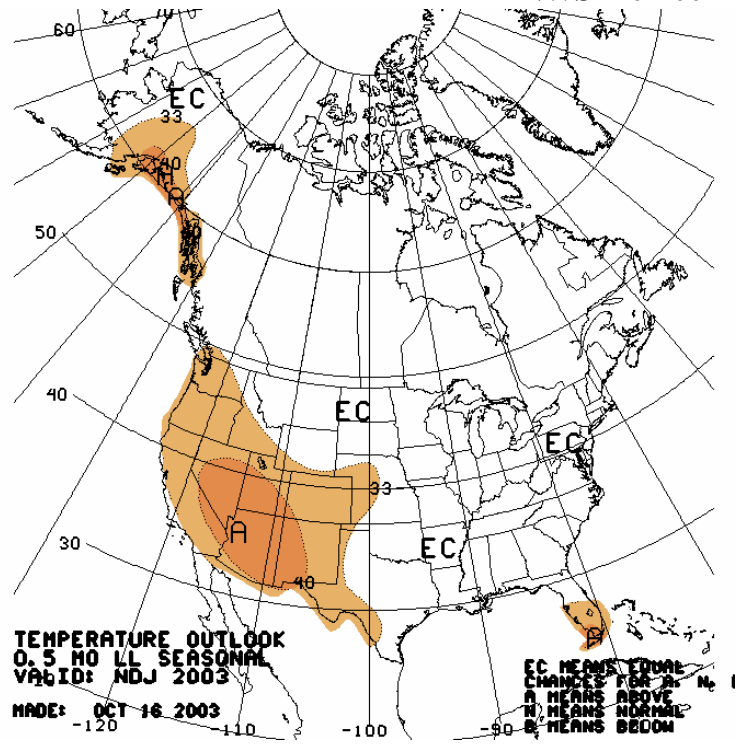 60
70
EC
33
40
A
A
50
40
EC
EC
33
EC
A
40
30
A
TEMPERATURE OUTLOOK
0.5 MO LL SEASONAL
VALID: NDJ 2003
MADE: OCT 16 2003
EC MEANS EQUAL
CHANCES FOR A, N,
A MEANS ABOVE
N MEANS NORMAL
B MEANS BELOW
-120
-110
-100
-90